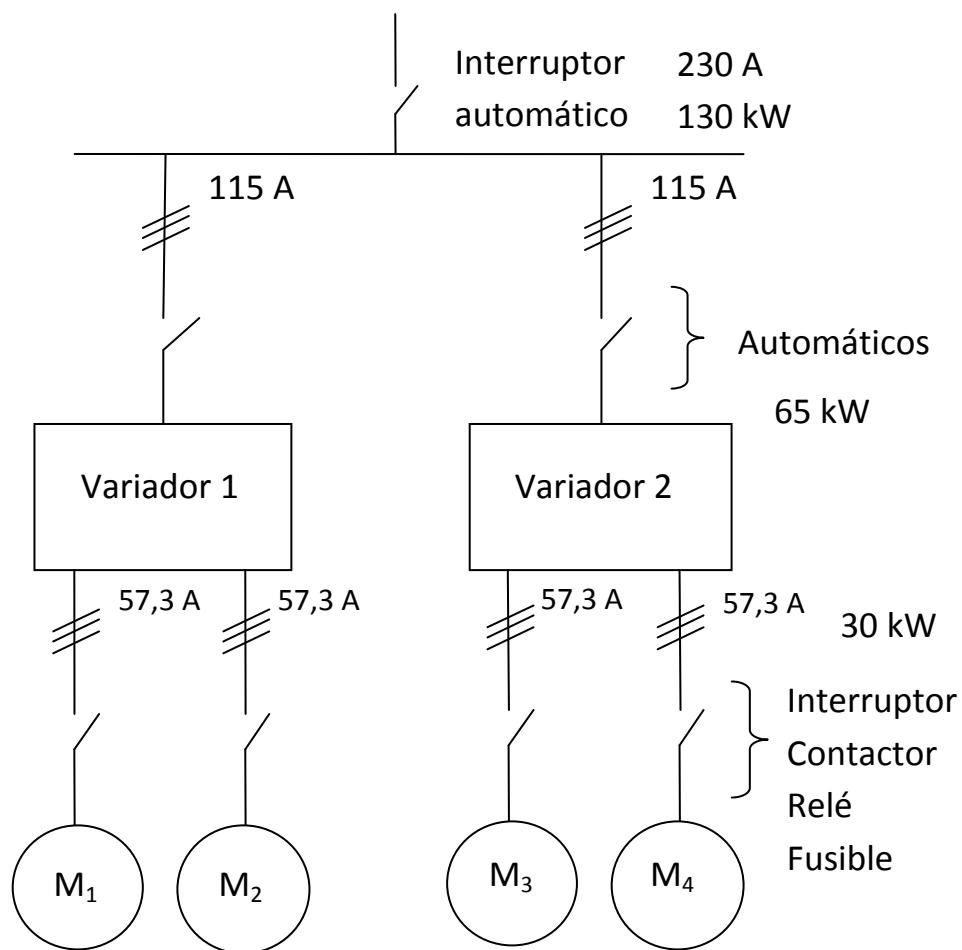 Interruptor 230 A
automático 130 kW
115 A
115 A
Automáticos
65 kW
Variador 1
Variador 2
57,3 A
57,3 A
57,3 A
57,3 A
30 kW
Interruptor
Contactor
Relé
Fusible
M₁
M₂
M₃
M₄